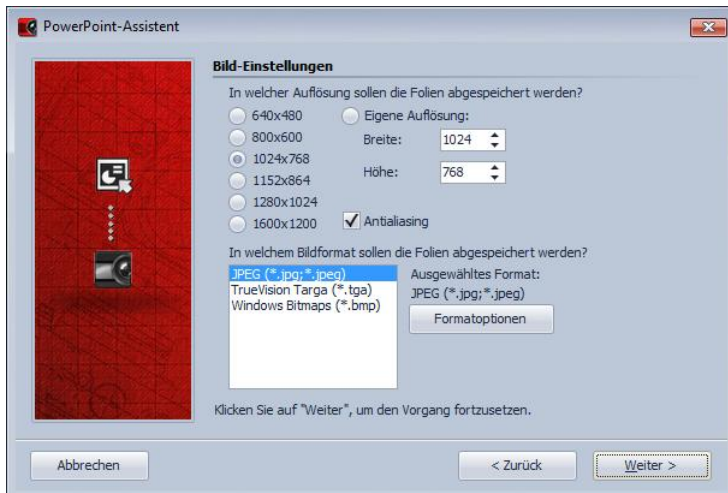 PowerPoint-Assistent
Bild-Einstellungen
In welcher Auflösung sollen die Folien abgespeichert werden?
640x480
Eigene Auflösung:
800x600
Breite: 1024
1024x768
Höhe: 768
1152x864
1280x1024
1600x1200
Antialiasing
In welchem Bildformat sollen die Folien abgespeichert werden?
JPEG (*.jpg;*.jpeg)
TrueVision Targa (*.tga)
Windows Bitmaps (*.bmp)
Ausgewähltes Format:
JPEG (*.jpg;*.jpeg)
Formatoptionen
Klicken Sie auf "Weiter", um den Vorgang fortzusetzen.
Abbrechen
< Zurück
Weiter >